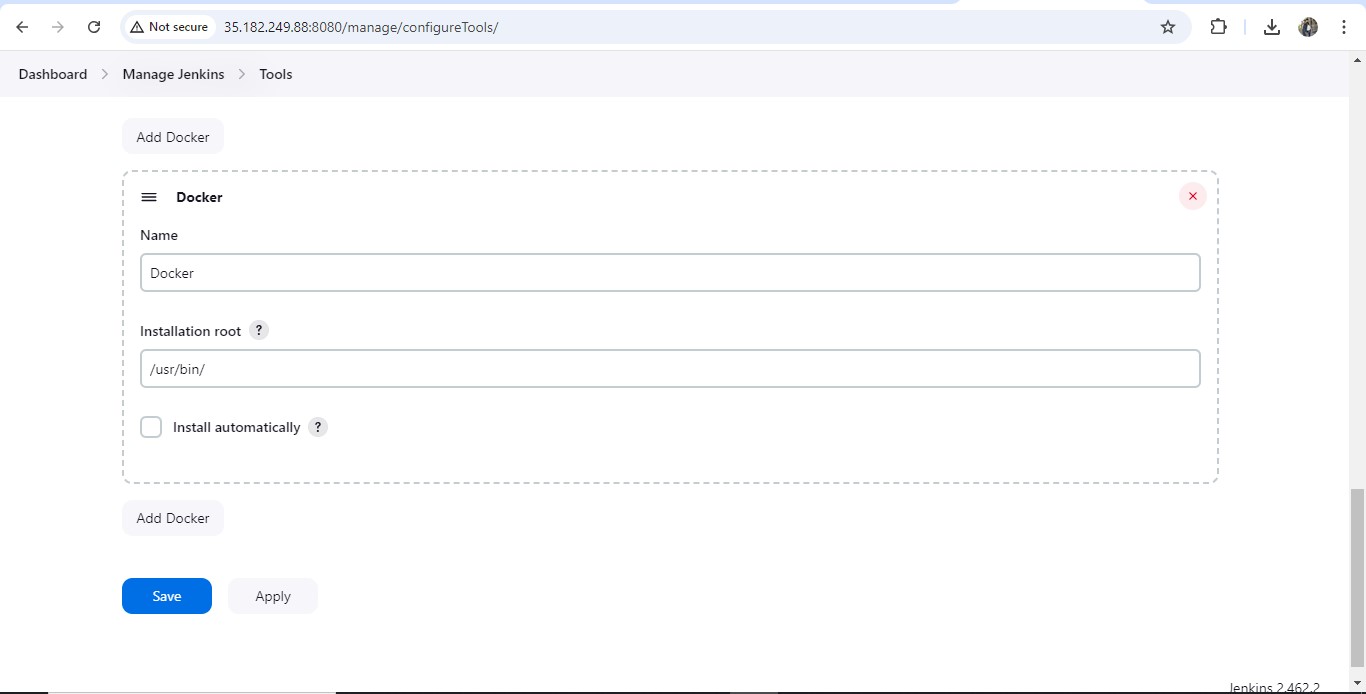 Not secure 35.182.249.88:8080/manage/configureTools/
Dashboard Manage Jenkins Tools
Add Docker
Docker
Name
Docker
Installation root ?
/usr/bin/
Install automatically ?
Add Docker
Save Apply
Jenkins 2.462.2